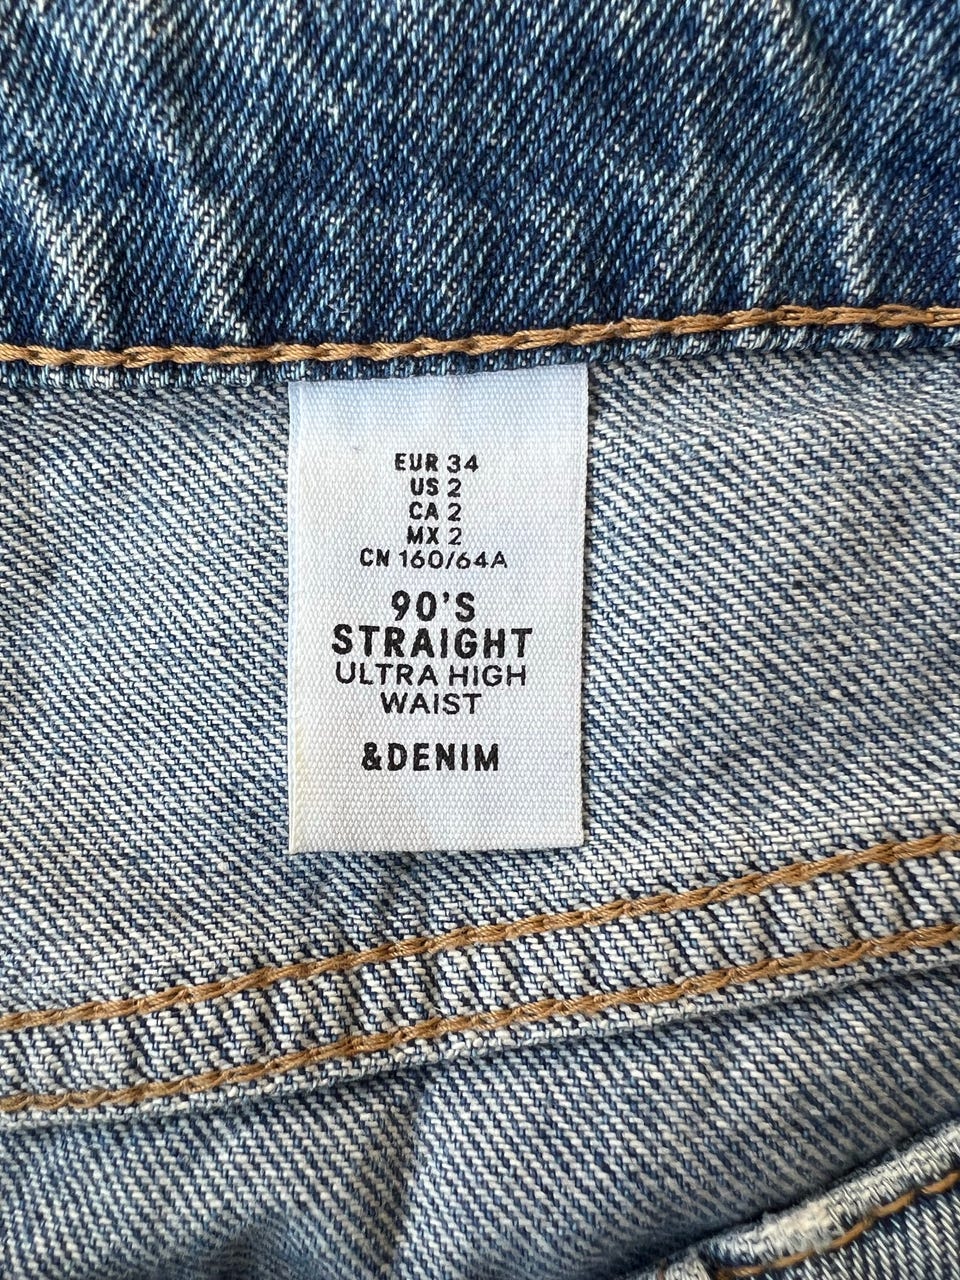 EUR 34
US 2
CA 2
MX 2
CN 160/64A
90'S
STRAIGHT
ULTRA HIGH
WAIST
&DENIM